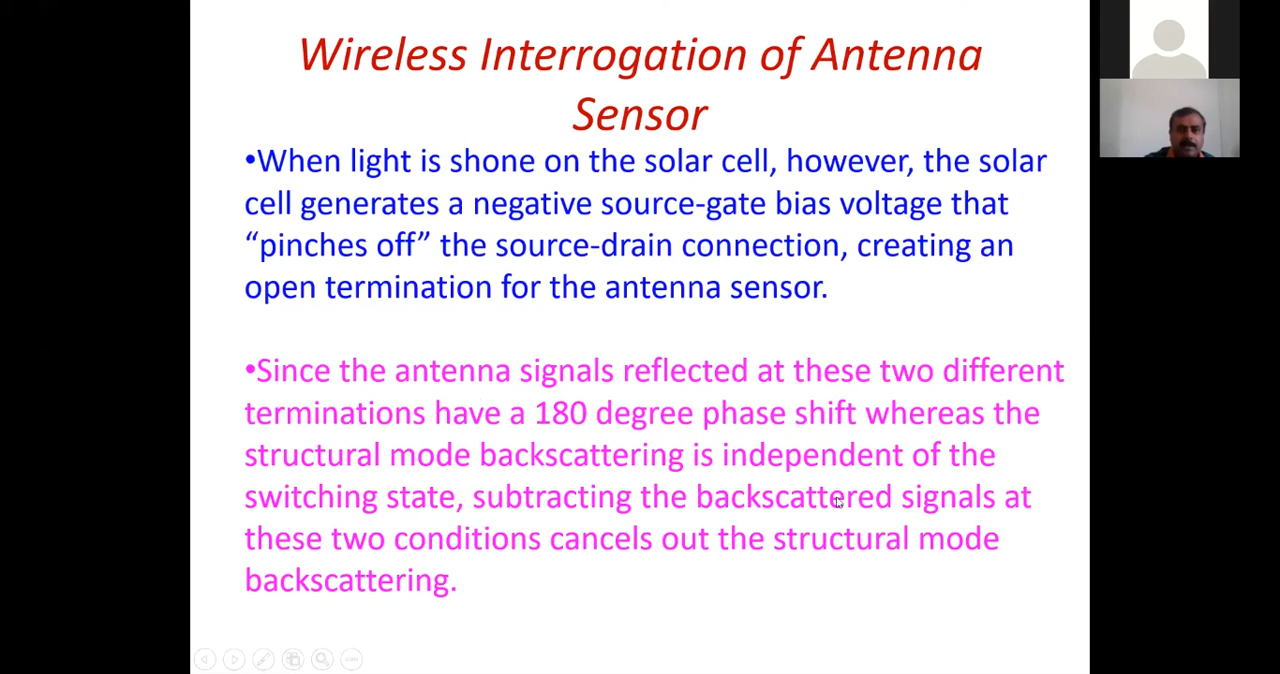 Wireless Interrogation of Antenna
Sensor
•When light is shone on the solar cell, however, the solar
cell generates a negative source-gate bias voltage that
“pinches off” the source-drain connection, creating an
open termination for the antenna sensor.
•Since the antenna signals reflected at these two different
terminations have a 180 degree phase shift whereas the
structural mode backscattering is independent of the
switching state, subtracting the backscattered signals at
these two conditions cancels out the structural mode
backscattering.